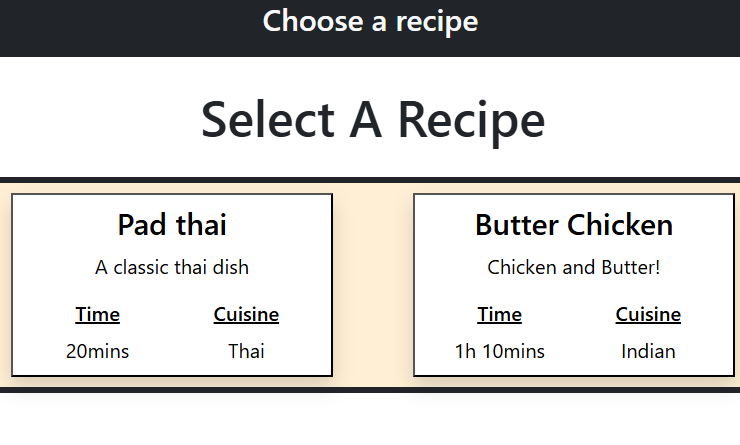 Choose a recipe
Select A Recipe
Pad thai
A classic thai dish
Time Cuisine
20mins Thai
Butter Chicken
Chicken and Butter!
Time Cuisine
1h 10mins Indian